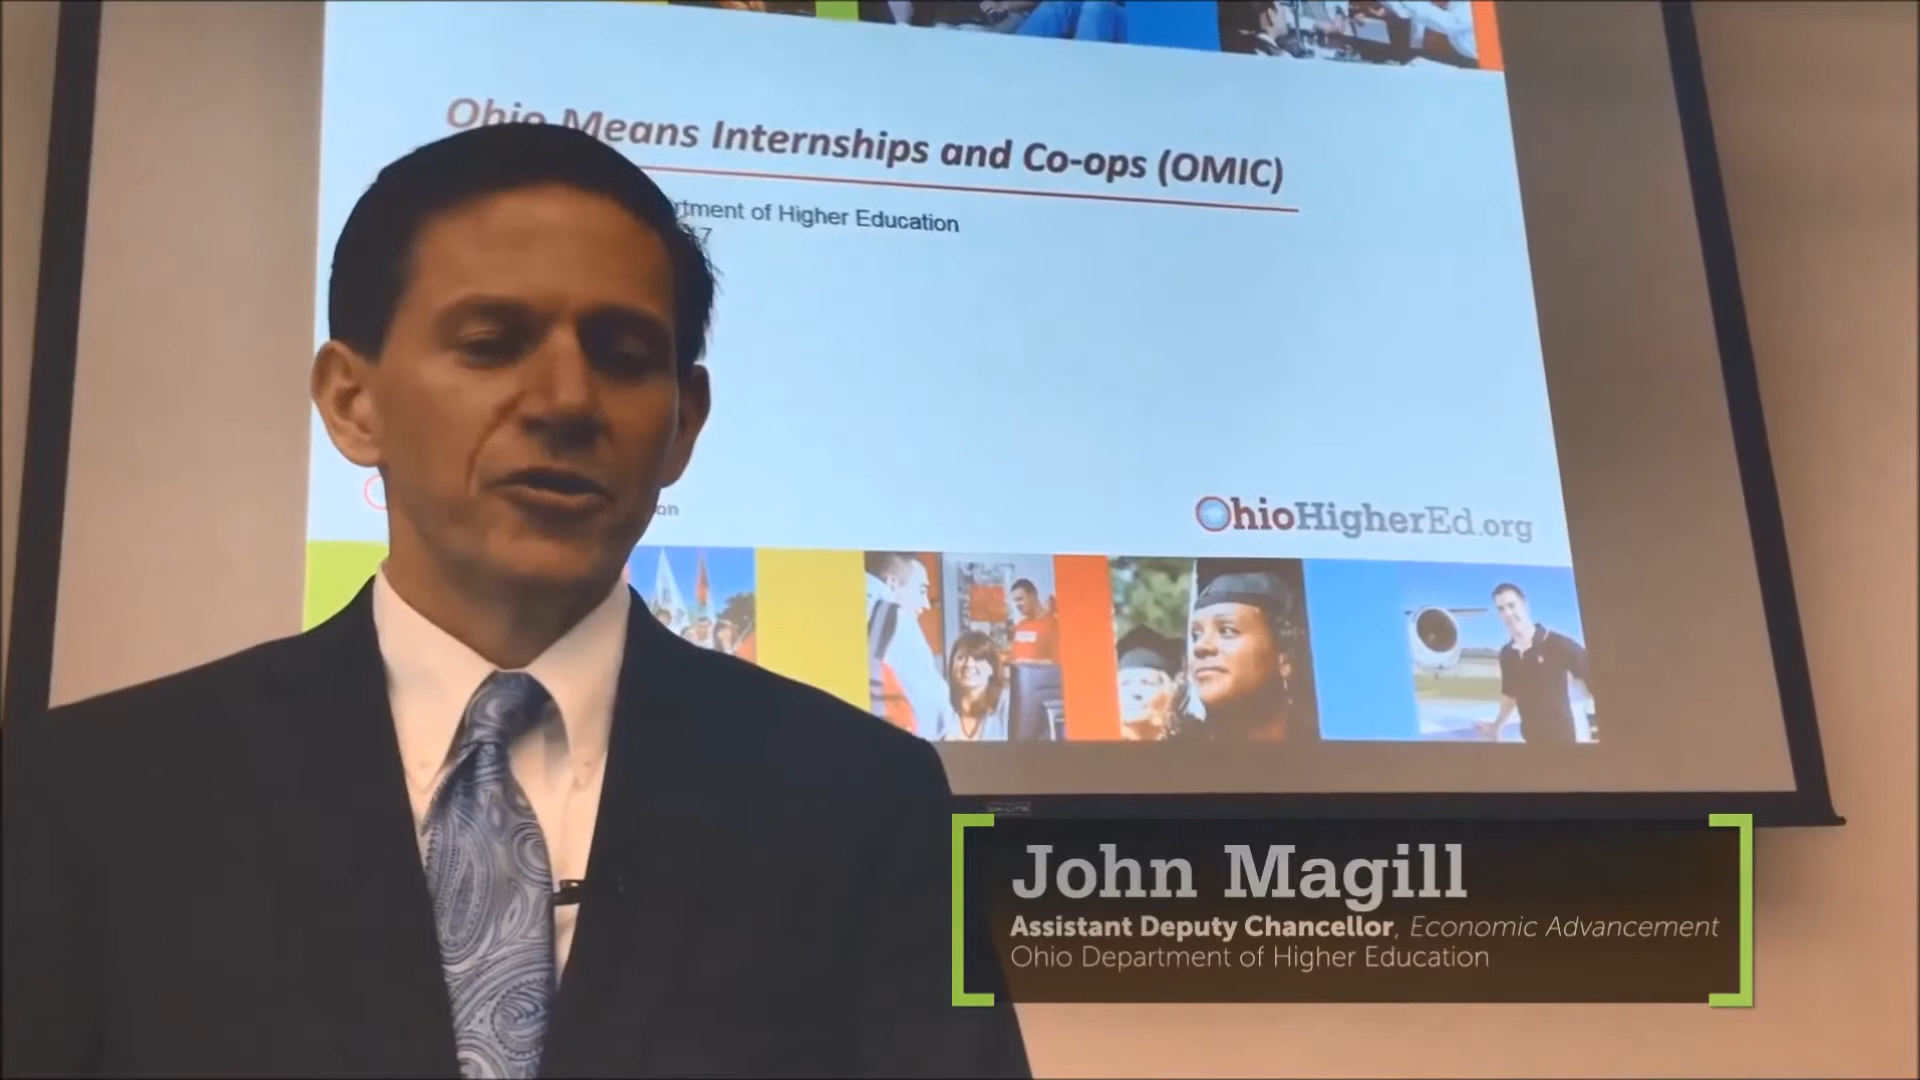 Ohio Means Internships and Co-ops (OMIC)
of Higher Education
OhioHigherEd.org
John Magill
Assistant Deputy Chancellor, Economic Advancement
Ohio Department of Higher Education